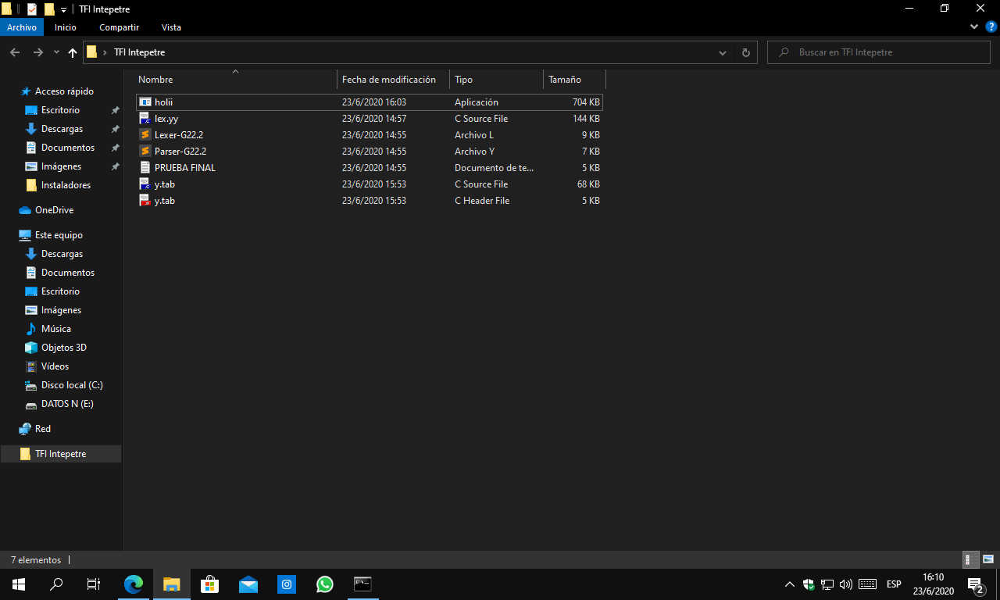 TFI Intepetre
Archivo Inicio Compartir Vista
TFI Intepetre
Buscar en TFI Intepetre
Nombre Fecha de modificación Tipo Tamaño
holii 23/6/2020 16:03 Aplicación 704 KB
lex.yy 23/6/2020 14:57 C Source File 144 KB
Lexer-G22.2 23/6/2020 14:55 Archivo L 9 KB
Parser-G22.2 23/6/2020 14:55 Archivo Y 7 KB
PRUEBA FINAL 23/6/2020 14:55 Documento de te... 5 KB
y.tab 23/6/2020 15:53 C Source File 68 KB
y.tab 23/6/2020 15:53 C Header File 5 KB
Acceso rápido
Escritorio
Descargas
Documentos
Imágenes
Instaladores
OneDrive
Este equipo
Descargas
Documentos
Escritorio
Imágenes
Música
Objetos 3D
Vídeos
Disco local (C:)
DATOS N (E:)
Red
TFI Intepetre
7 elementos
ESP
16:10
23/6/2020
2